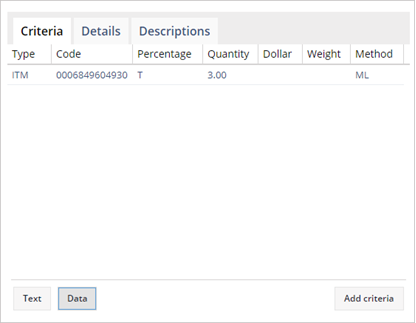 Criteria Details Descriptions
Type Code Percentage Quantity Dollar Weight Method
ITM 0006849604930 T 3.00 ML
Text Data Add criteria